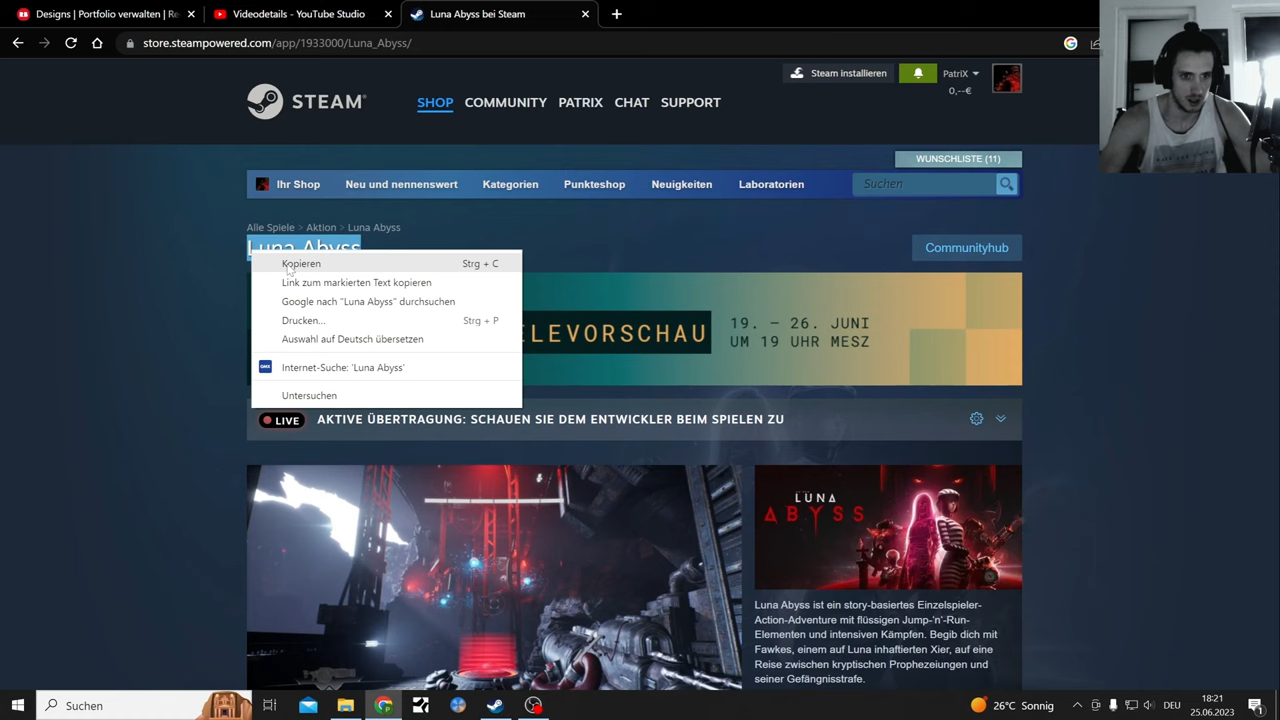 Designs | Portfolio verwalten | Re
Videodetails - YouTube Studio
Luna Abyss bei Steam
store.steampowered.com/app/1933000/Luna_Abyss/
Steam installieren
PatriX
0,--€
STEAM
SHOP
COMMUNITY
PATRIX
CHAT
SUPPORT
WUNSCHLISTE (11)
Ihr Shop
Neu und nennenswert
Kategorien
Punkteshop
Neuigkeiten
Laboratorien
Suchen
Alle Spiele > Aktion > Luna Abyss
Luna Abyss
Communityhub
Kopieren Strg + C
Link zum markierten Text kopieren
Google nach "Luna Abyss" durchsuchen
Drucken... Strg + P
Auswahl auf Deutsch übersetzen
GMX Internet-Suche: 'Luna Abyss'
Untersuchen
ELEVORSCHAU
19. – 26. JUNI
UM 19 UHR MESZ
LIVE
AKTIVE ÜBERTRAGUNG: SCHAUEN SIE DEM ENTWICKLER BEIM SPIELEN ZU
LUNA
ABYSS
Luna Abyss ist ein story-basiertes Einzelspieler-
Action-Adventure mit flüssigen Jump-'n'-Run-
Elementen und intensiven Kämpfen. Begib dich mit
Fawkes, einem auf Luna inhaftierten Xier, auf eine
Reise zwischen kryptischen Prophezeiungen und
seiner Gefängnisstrafe.
Suchen
26°C Sonnig
DEU
18:21
25.06.2023
1